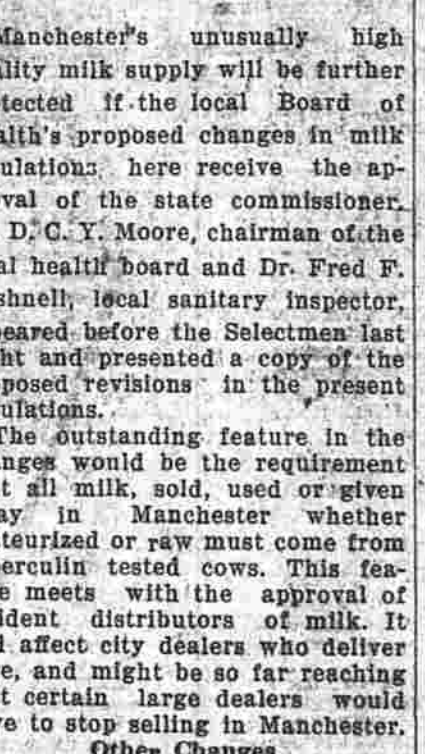 Manchester's unusually high
ality milk supply will be further
tected if the local Board of
alth's proposed changes in milk
ulations, here receive the ap-
val of the state commissioner.
D. C. Y. Moore, chairman of the
al health board and Dr. Fred F.
shnell, local sanitary inspector,
eared before the Selectmen last
ht and presented a copy of the
posed revisions in the present
ulations.
The outstanding feature in the
nges would be the requirement
t all milk, sold, used or given
ay in Manchester whether
teurized or raw must come from
erculin tested cows. This fea-
e meets with the approval of
ident distributors of milk. It
l affect city dealers who deliver
e, and might be so far reaching
t certain large dealers would
ve to stop selling in Manchester.
Other Changes